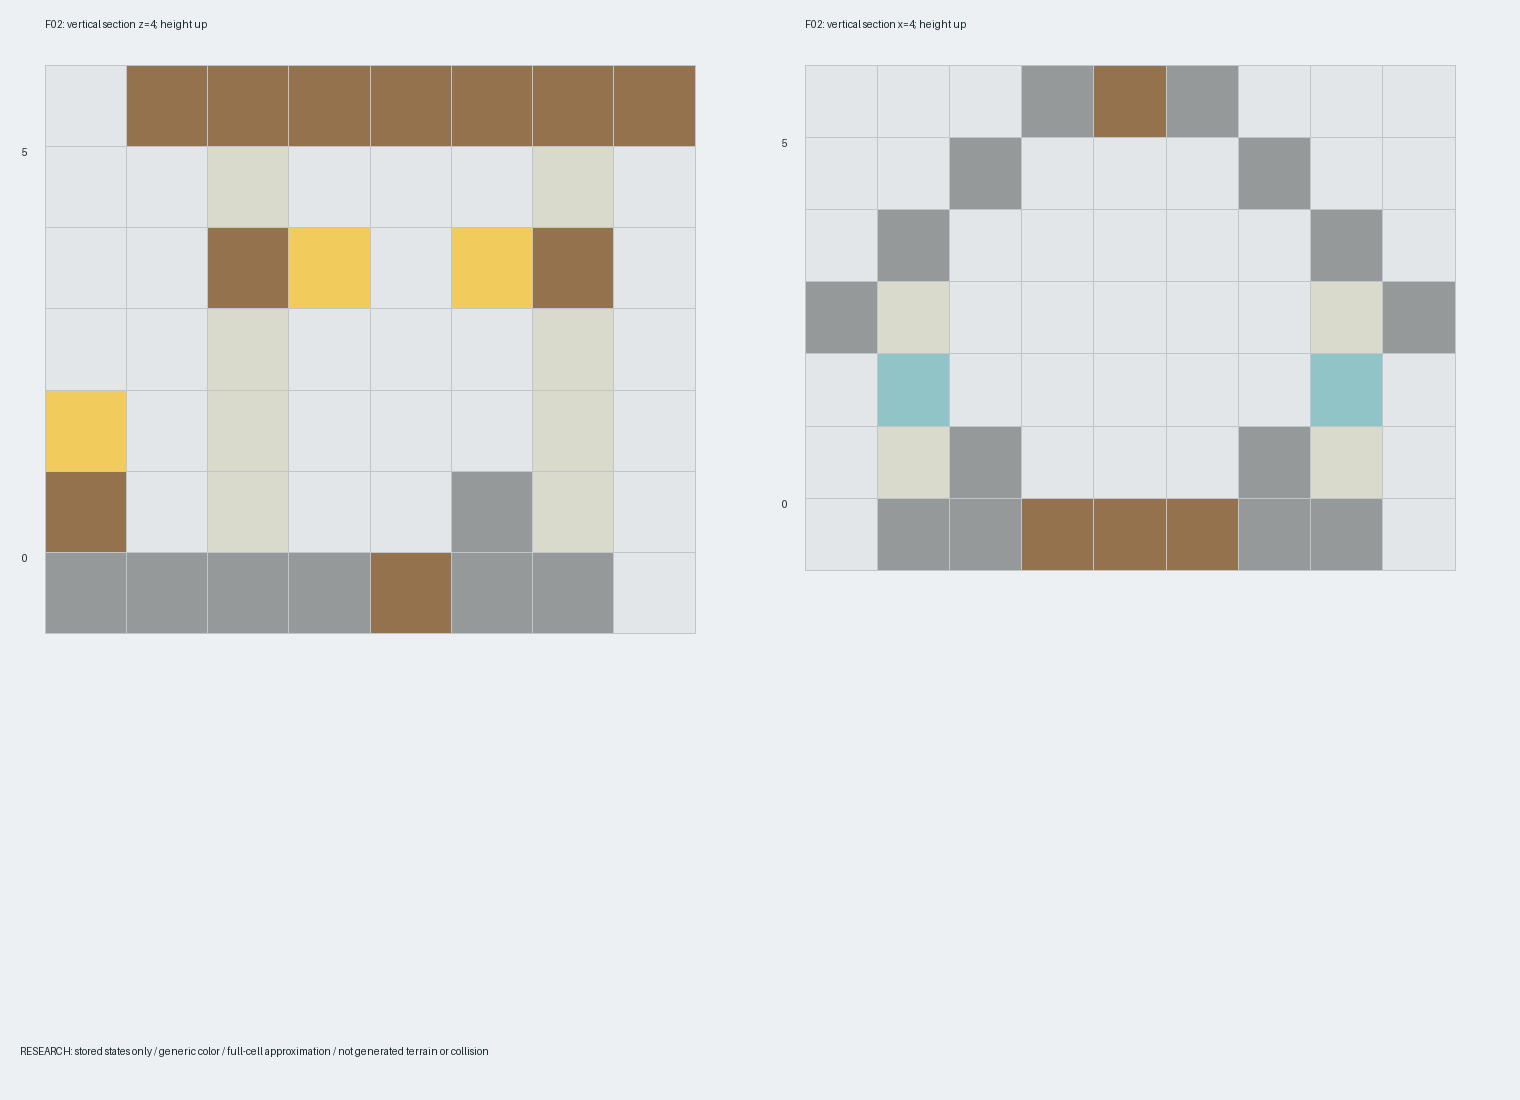 F02: vertical section z=4; height up
F02: vertical section x=4; height up
5
5
0
0
RESEARCH: stored states only / generic color / full-cell approximation / not generated terrain or collision